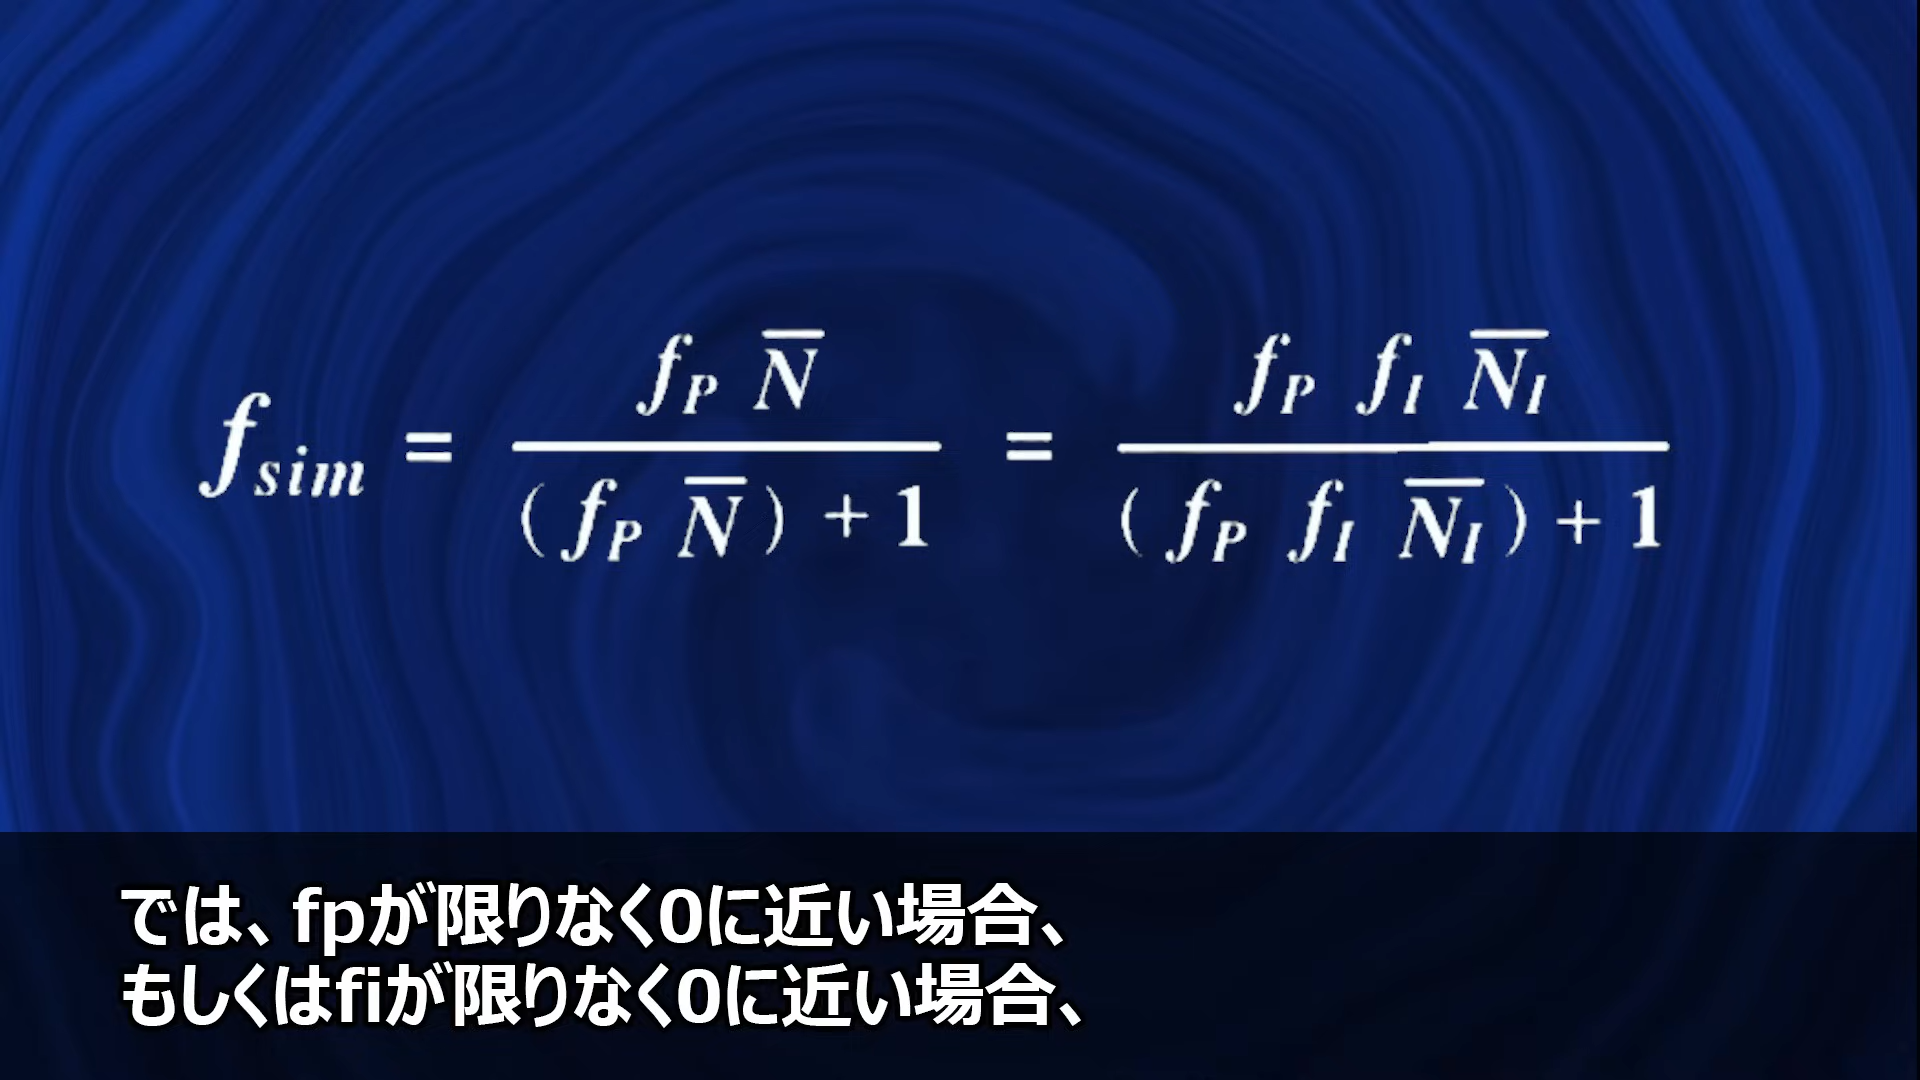 f_sim = f_P N̅ / ((f_P N̅) + 1) = f_P f_I N̅_I / ((f_P f_I N̅_I) + 1)
では、fpが限りなく0に近い場合、
もしくはfiが限りなく0に近い場合、